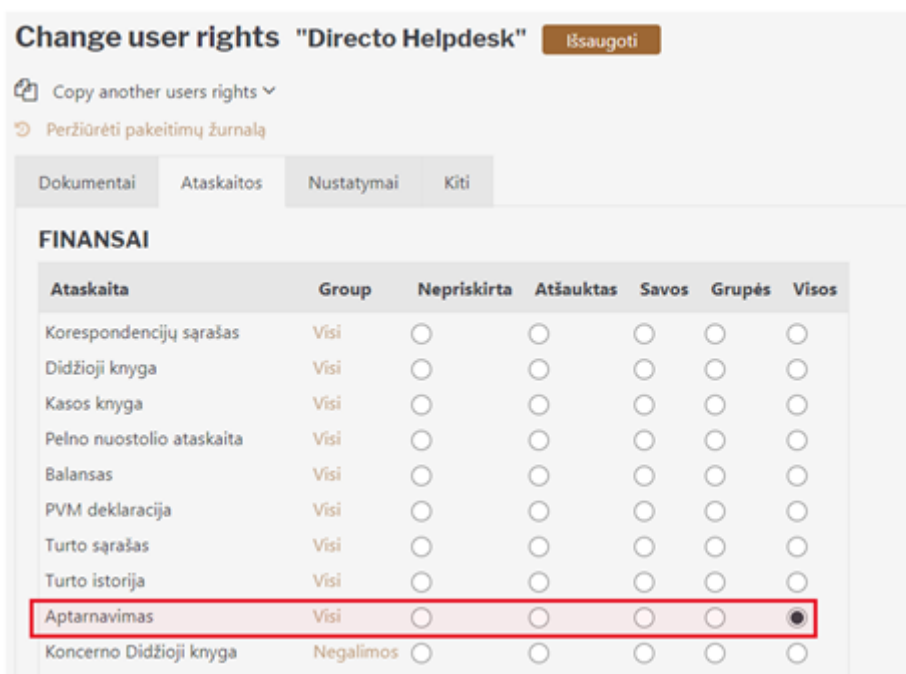 Change user rights "Directo Helpdesk" Išsaugoti
Copy another users rights
Peržiūrėti pakeitimų žurnalą
Dokumentai Ataskaitos Nustatymai Kiti
FINANSAI
Ataskaita Group Nepriskirta Atšauktas Savos Grupės Visos
Korespondencijų sąrašas Visi
Didžioji knyga Visi
Kasos knyga Visi
Pelno nuostolio ataskaita Visi
Balansas Visi
PVM deklaracija Visi
Turto sąrašas Visi
Turto istorija Visi
Aptarnavimas Visi
Koncerno Didžioji knyga Negalimos